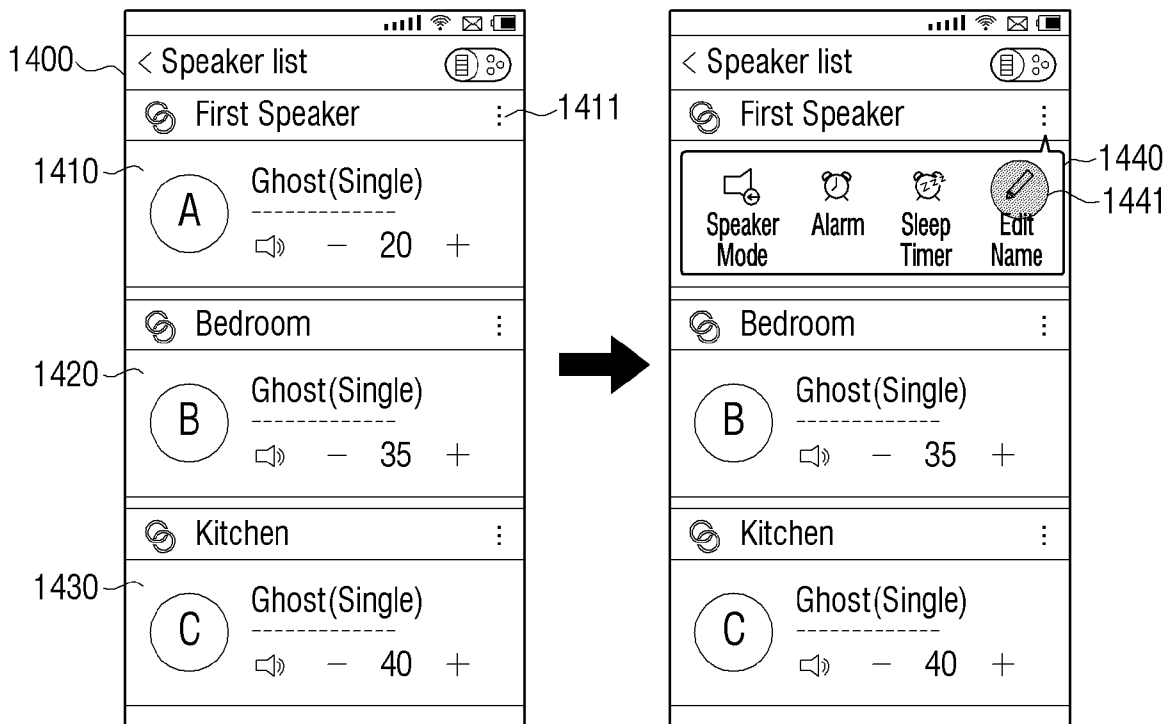 1400
< Speaker list
First Speaker
1411
1410
A
Ghost(Single)
− 20 +
Bedroom
1420
B
Ghost(Single)
− 35 +
Kitchen
1430
C
Ghost(Single)
− 40 +
< Speaker list
First Speaker
1440
1441
Speaker
Mode
Alarm
Sleep
Timer
Edit
Name
Bedroom
B
Ghost(Single)
− 35 +
Kitchen
C
Ghost(Single)
− 40 +